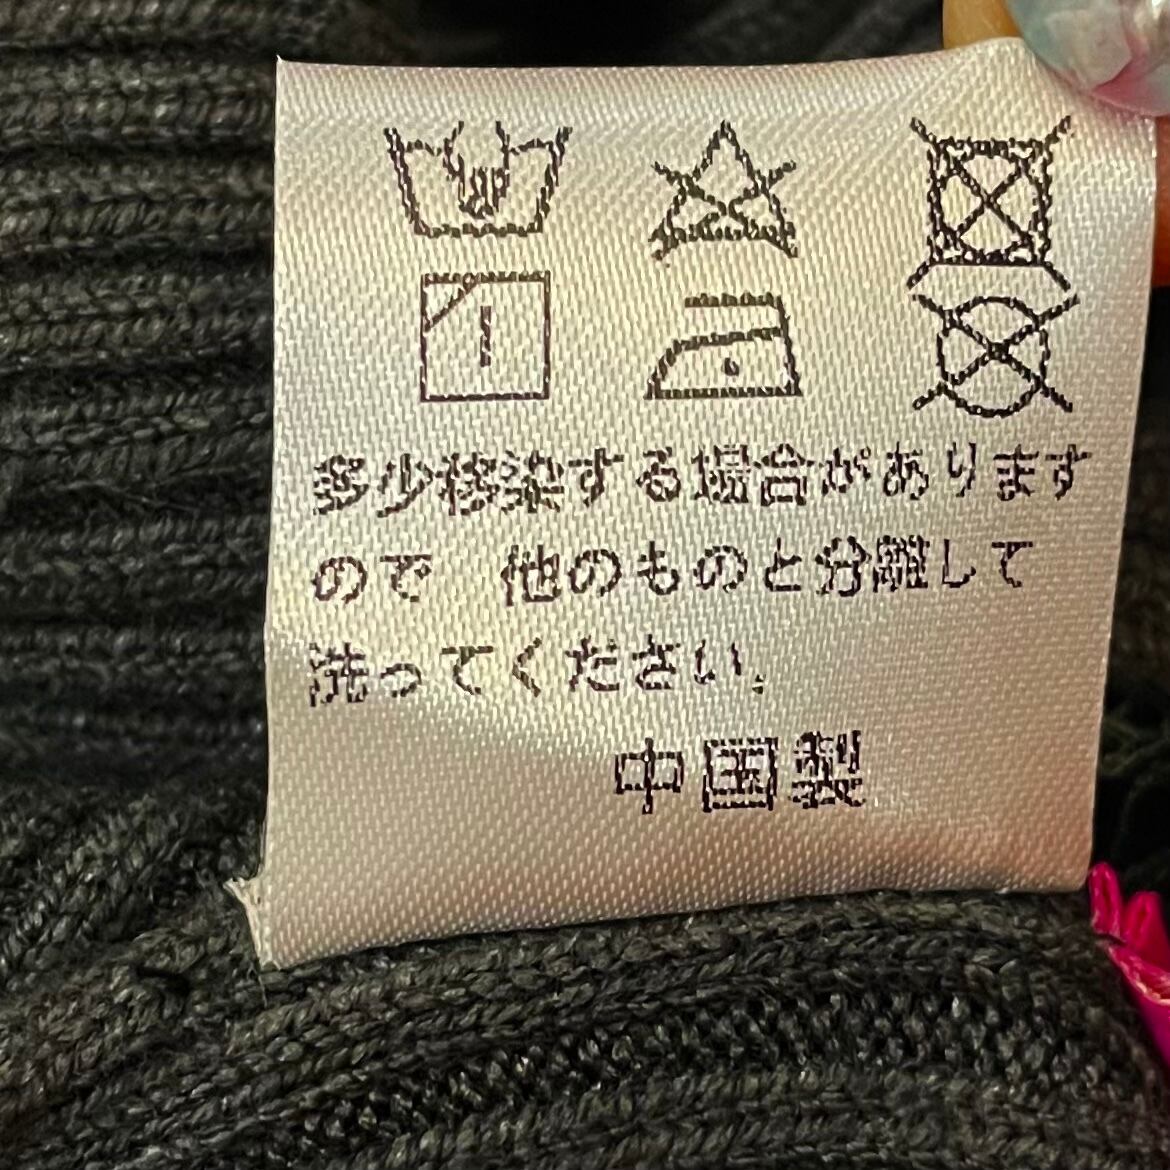 多少移染する場合があります
ので　他のものと分離して
洗ってください。
中国製